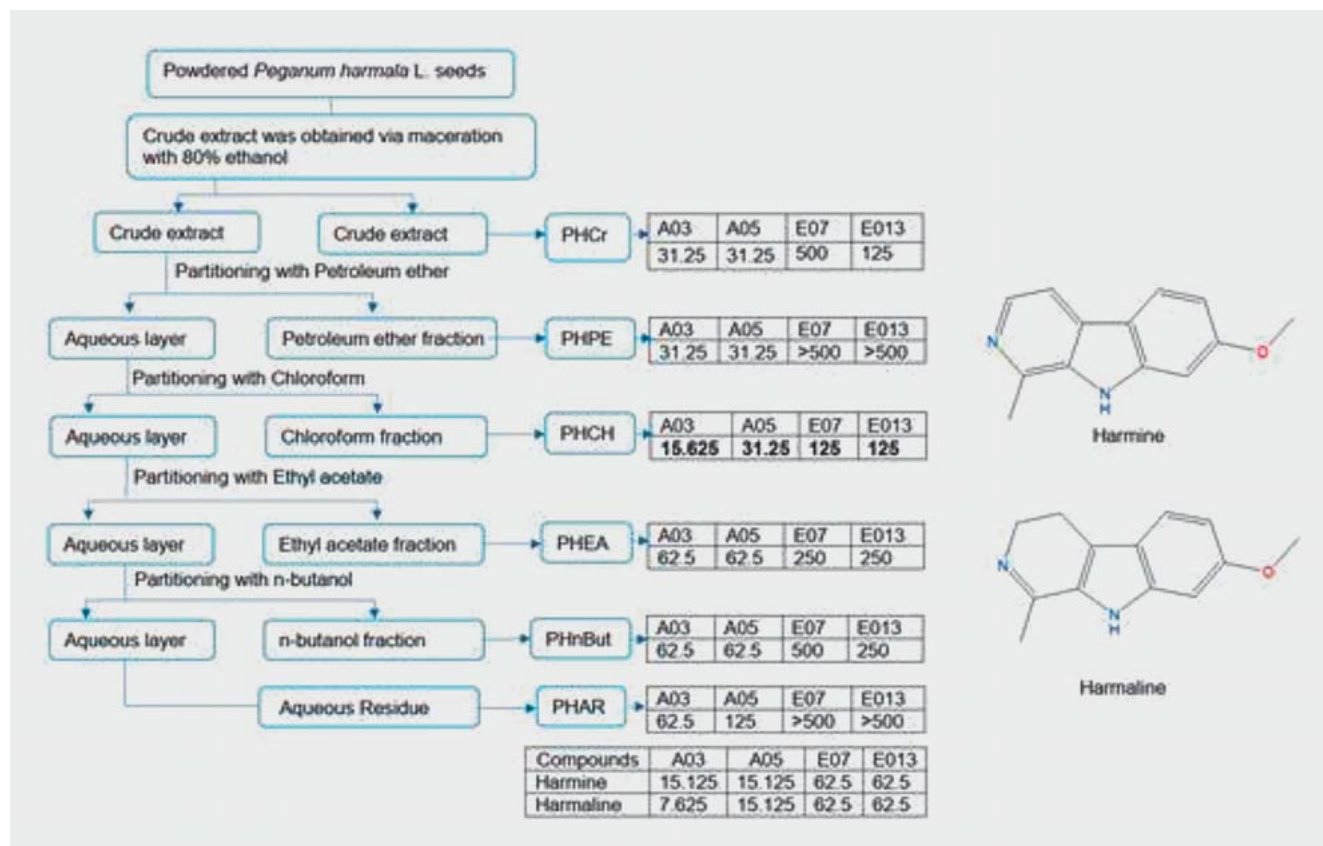 Powdered Peganum harmala L. seeds
Crude extract was obtained via maceration
with 80% ethanol
Crude extract
Crude extract
PHCr
A03 A05 E07 E013
31.25 31.25 500 125
Partitioning with Petroleum ether
Aqueous layer
Petroleum ether fraction
PHPE
A03 A05 E07 E013
31.25 31.25 >500 >500
Partitioning with Chloroform
Aqueous layer
Chloroform fraction
PHCH
A03 A05 E07 E013
15.625 31.25 125 125
Partitioning with Ethyl acetate
Aqueous layer
Ethyl acetate fraction
PHEA
A03 A05 E07 E013
62.5 62.5 250 250
Partitioning with n-butanol
Aqueous layer
n-butanol fraction
PHnBut
A03 A05 E07 E013
62.5 62.5 500 250
Aqueous Residue
PHAR
A03 A05 E07 E013
62.5 125 >500 >500
Compounds A03 A05 E07 E013
Harmine 15.125 15.125 62.5 62.5
Harmaline 7.625 15.125 62.5 62.5
N
N
H
O
Harmine
N
N
H
O
Harmaline